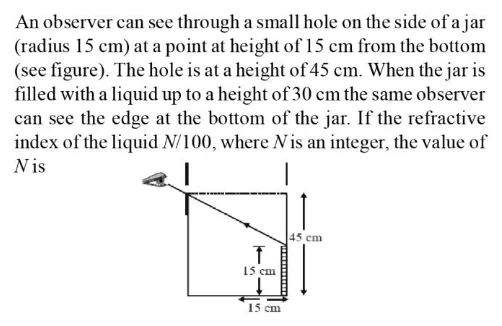 An observer can see through a small hole on the side of a jar
(radius 15 cm) at a point at height of 15 cm from the bottom
(see figure). The hole is at a height of 45 cm. When the jar is
filled with a liquid up to a height of 30 cm the same observer
can see the edge at the bottom of the jar. If the refractive
index of the liquid N/100, where N is an integer, the value of
N is
45 cm
15 cm
15 cm